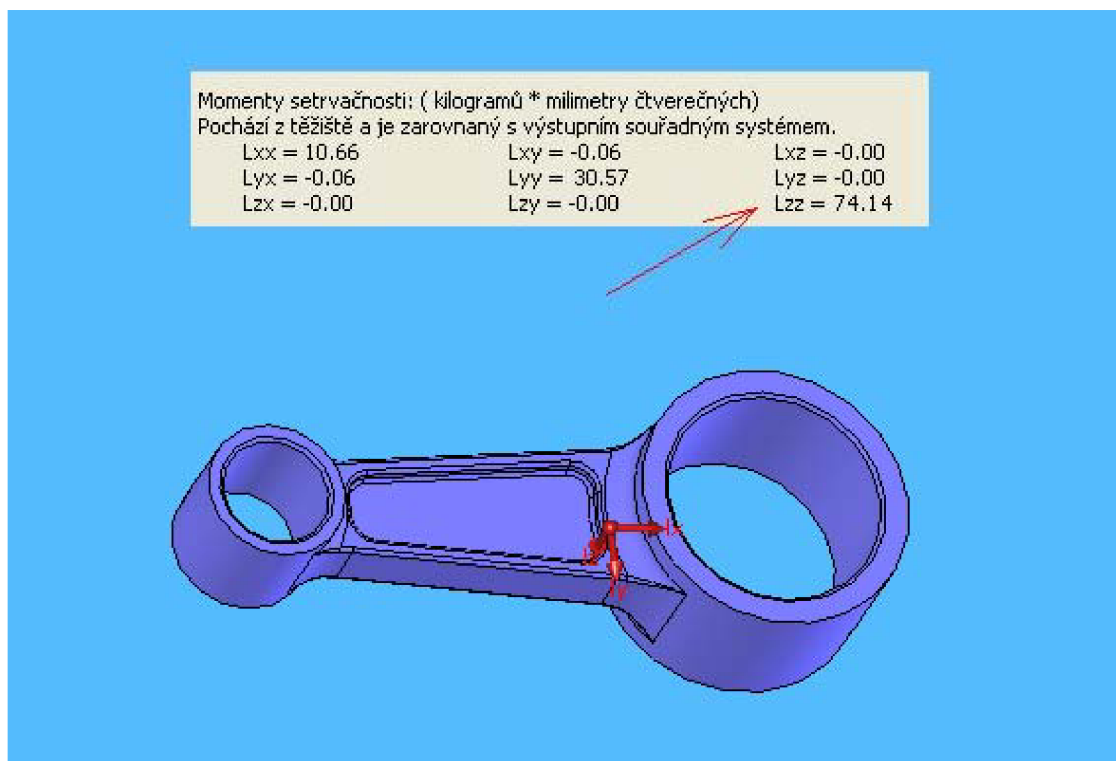 Momenty setrvačnosti: ( kilogramů * milimetry čtverečných)
Pochází z těžiště a je zarovnaný s výstupním souřadným systémem.
Lxx = 10.66 Lxy = -0.06 Lxz = -0.00
Lyx = -0.06 Lyy = 30.57 Lyz = -0.00
Lzx = -0.00 Lzy = -0.00 Lzz = 74.14
Ix
Iy